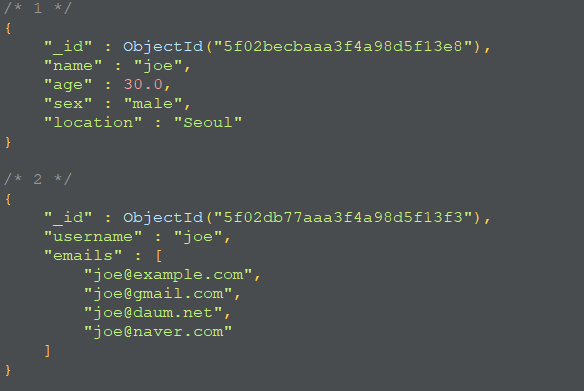 /* 1 */
{
    "_id" : ObjectId("5f02becbaaa3f4a98d5f13e8"),
    "name" : "joe",
    "age" : 30.0,
    "sex" : "male",
    "location" : "Seoul"
}

/* 2 */
{
    "_id" : ObjectId("5f02db77aaa3f4a98d5f13f3"),
    "username" : "joe",
    "emails" : [
        "joe@example.com",
        "joe@gmail.com",
        "joe@daum.net",
        "joe@naver.com"
    ]
}